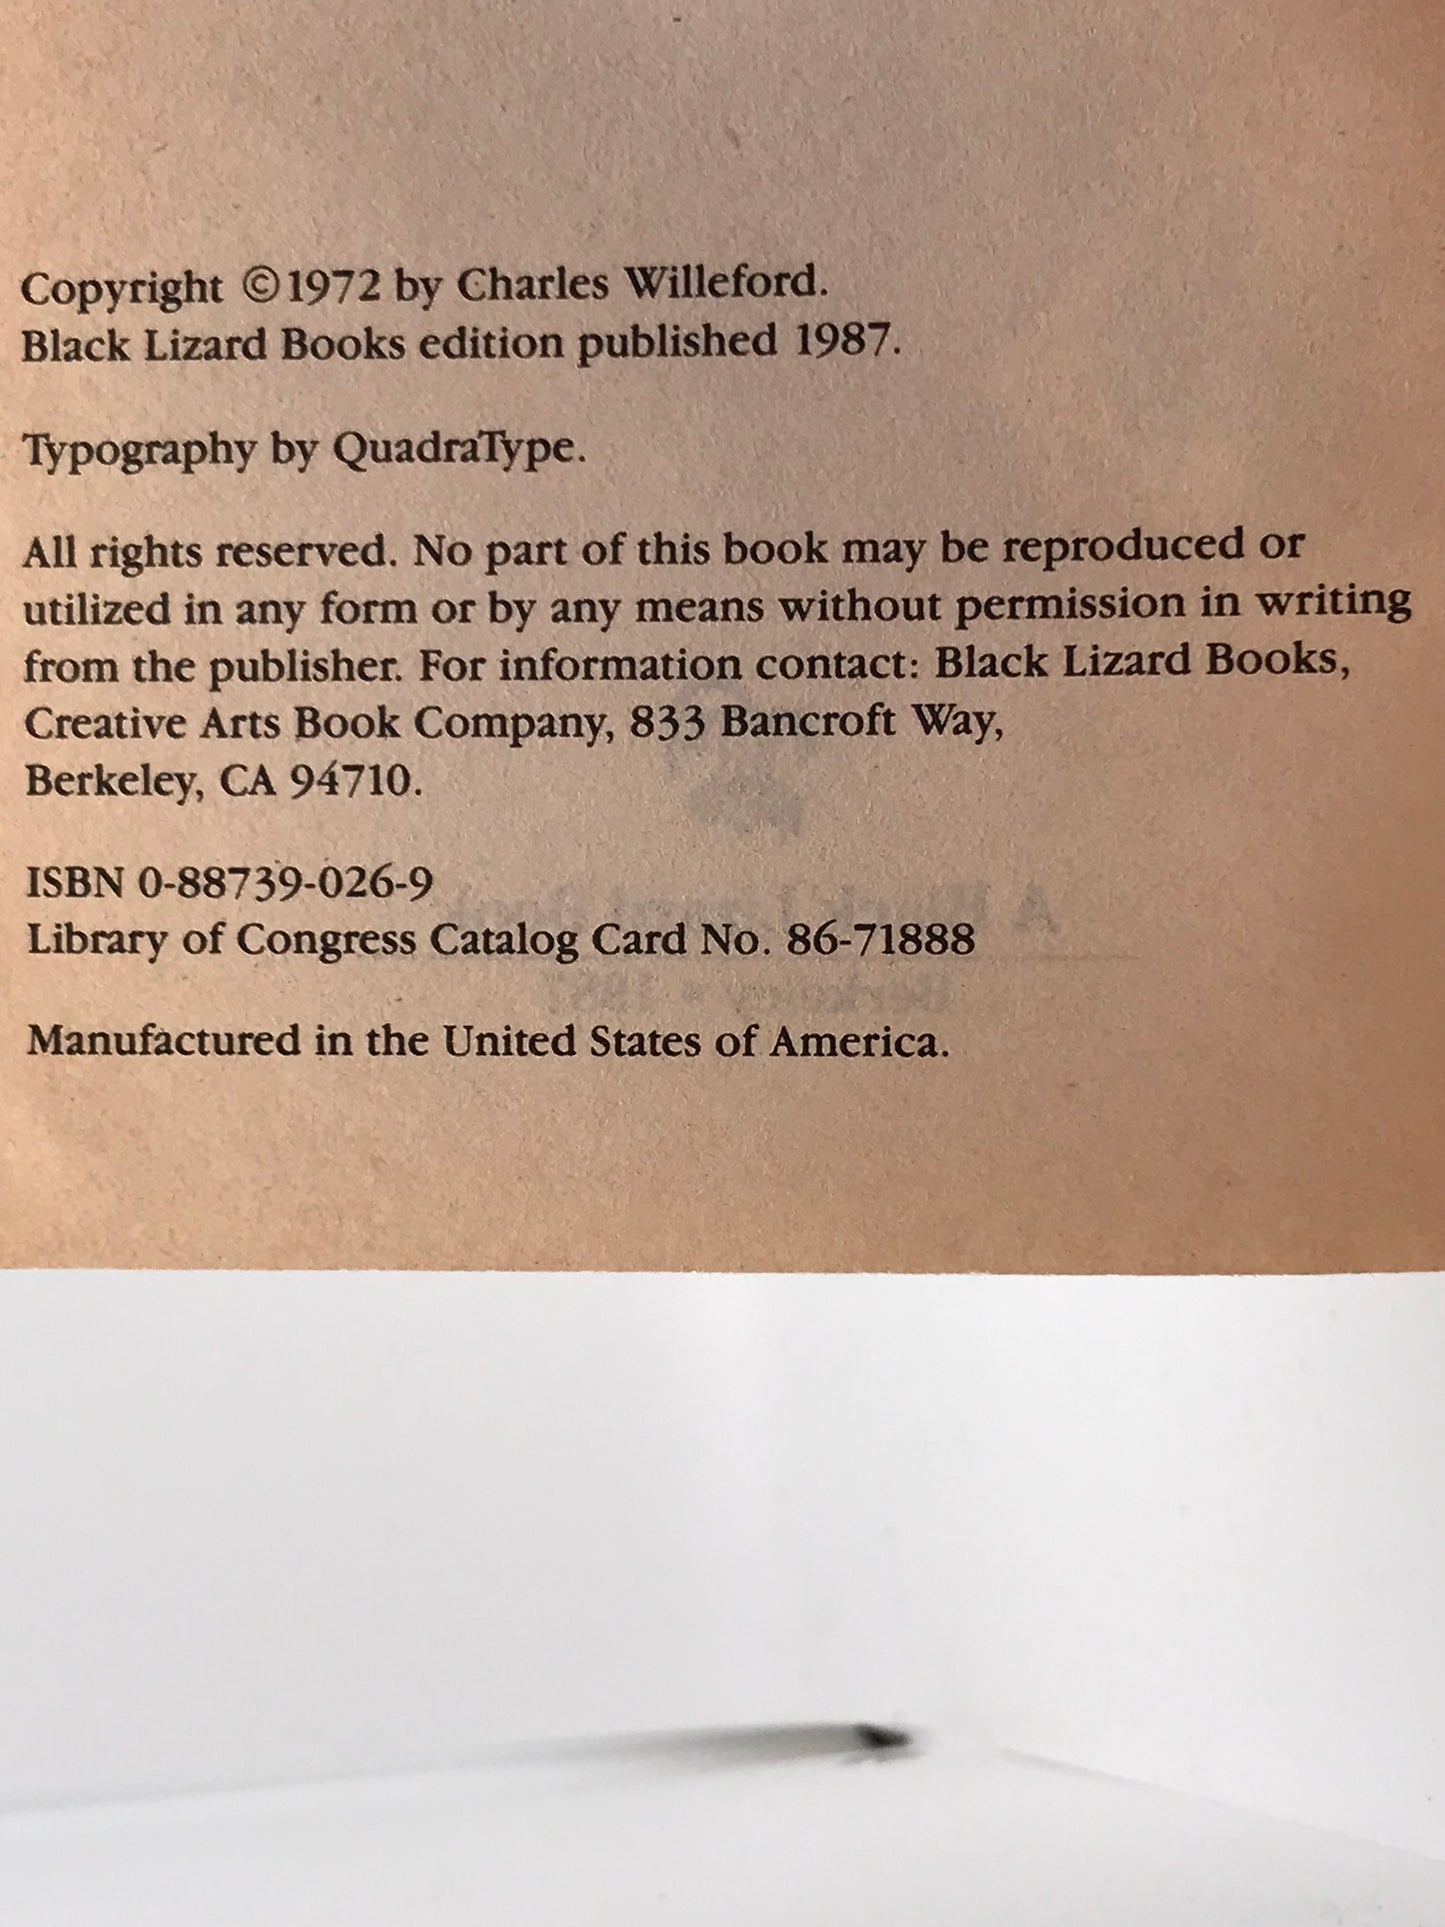 Copyright ©1972 by Charles Willeford.
Black Lizard Books edition published 1987.
Typography by QuadraType.
All rights reserved. No part of this book may be reproduced or
utilized in any form or by any means without permission in writing
from the publisher. For information contact: Black Lizard Books,
Creative Arts Book Company, 833 Bancroft Way,
Berkeley, CA 94710.
ISBN 0-88739-026-9
Library of Congress Catalog Card No. 86-71888
Manufactured in the United States of America.